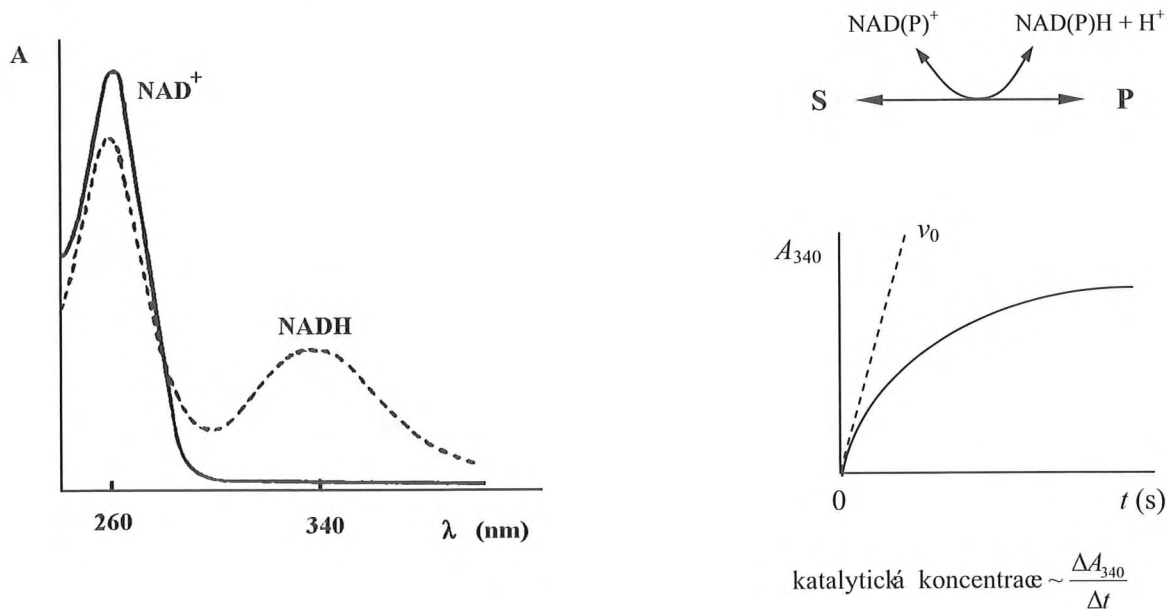 A
NAD⁺
NADH
260
340
λ (nm)
NAD(P)⁺
NAD(P)H + H⁺
S
P
A₃₄₀
v₀
0
t (s)
katalytická koncentrace ~ ΔA₃₄₀
Δt